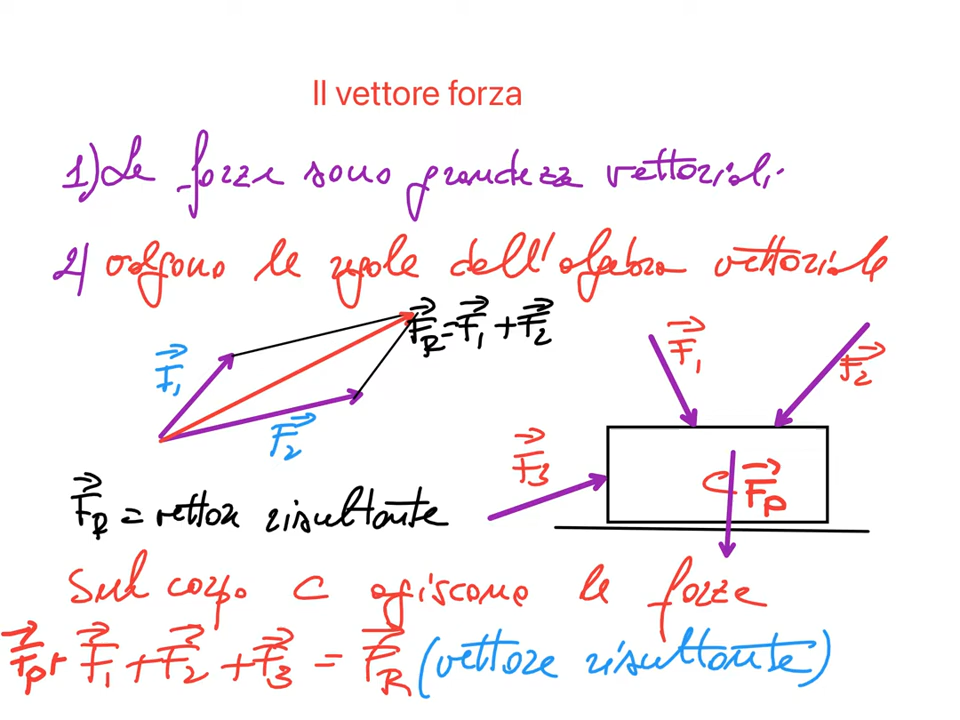 Il vettore forza
1) Le forze sono grandezze vettoriali
2) valgono le regole dell'algebra vettoriale
F⃗1
F⃗R = F⃗1 + F⃗2
F⃗2
F⃗1
F⃗2
F⃗3
C F⃗p
F⃗R = vettore risultante
Sul corpo C agiscono le forze
F⃗p + F⃗1 + F⃗2 + F⃗3 = F⃗R (vettore risultante)